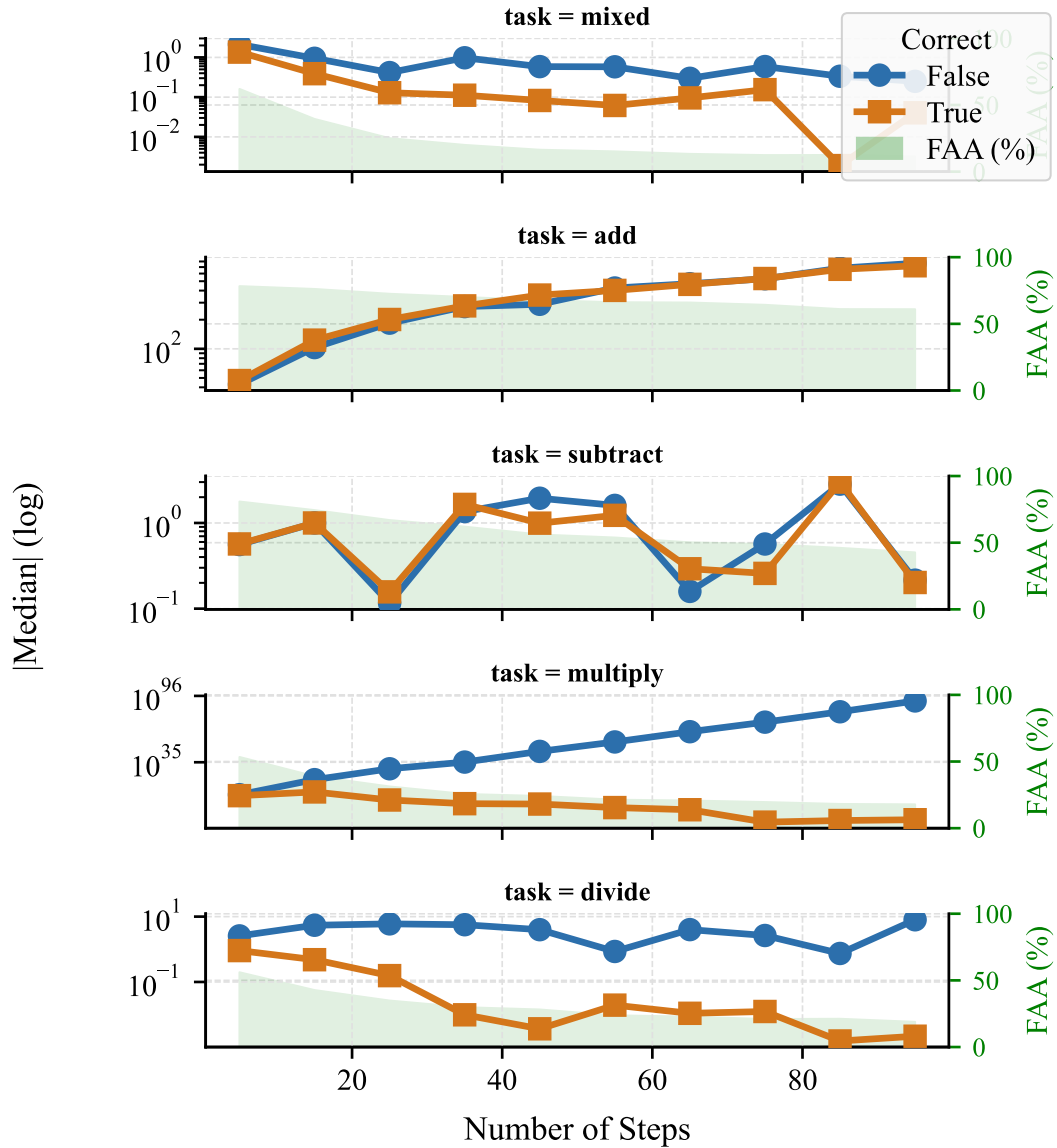 task = mixed
10^0
10^-1
10^-2
Correct
False
True
FAA (%)
100
50
0
FAA (%)
task = add
10^2
100
50
0
FAA (%)
task = subtract
10^0
10^-1
100
50
0
FAA (%)
|Median| (log)
task = multiply
10^96
10^35
100
50
0
FAA (%)
task = divide
10^1
10^-1
100
50
0
FAA (%)
20
40
60
80
Number of Steps